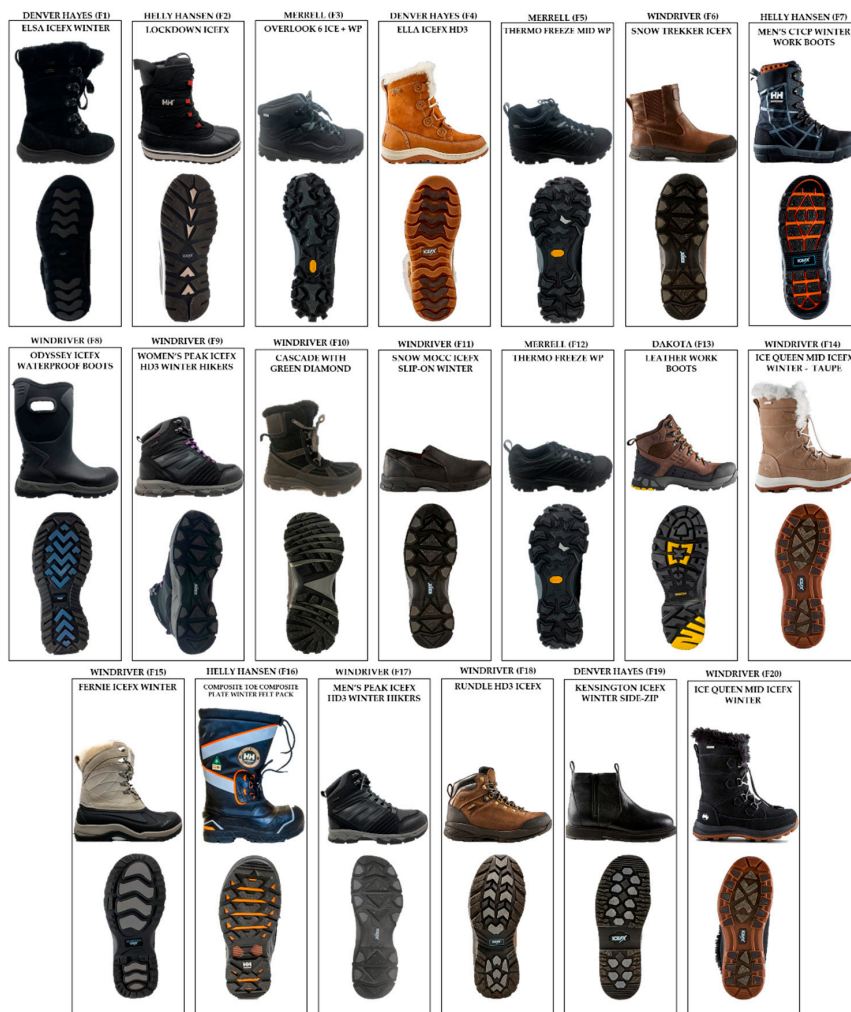 DENVER HAYES (F1)
ELSA ICEFX WINTER
HELLY HANSEN (F2)
LOCKDOWN ICEFX
MERRELL (F3)
OVERLOOK 6 ICE + WP
DENVER HAYES (F4)
ELLA ICEFX HD3
MERRELL (F5)
THERMO FREEZE MID WP
WINDRIVER (F6)
SNOW TREKKER ICEFX
HELLY HANSEN (F7)
MEN'S CTCP WINTER
WORK BOOTS
HH
HH
WINDRIVER (F8)
ODYSSEY ICEFX
WATERPROOF BOOTS
WINDRIVER (F9)
WOMEN'S PEAK ICEFX
HD3 WINTER HIKERS
WINDRIVER (F10)
CASCADE WITH
GREEN DIAMOND
WINDRIVER (F11)
SNOW MOCC ICEFX
SLIP-ON WINTER
MERRELL (F12)
THERMO FREEZE WP
DAKOTA (F13)
LEATHER WORK
BOOTS
WINDRIVER (F14)
ICE QUEEN MID ICEFX
WINTER - TAUPE
WINDRIVER (F15)
FERNIE ICEFX WINTER
HELLY HANSEN (F16)
COMPOSITE TOE COMPOSITE
PLATE WINTER FELT PACK
WINDRIVER (F17)
MEN'S PEAK ICEFX
HD3 WINTER HIKERS
WINDRIVER (F18)
RUNDLE HD3 ICEFX
DENVER HAYES (F19)
KENSINGTON ICEFX
WINTER SIDE-ZIP
WINDRIVER (F20)
ICE QUEEN MID ICEFX
WINTER
HH
HH
ICEFX